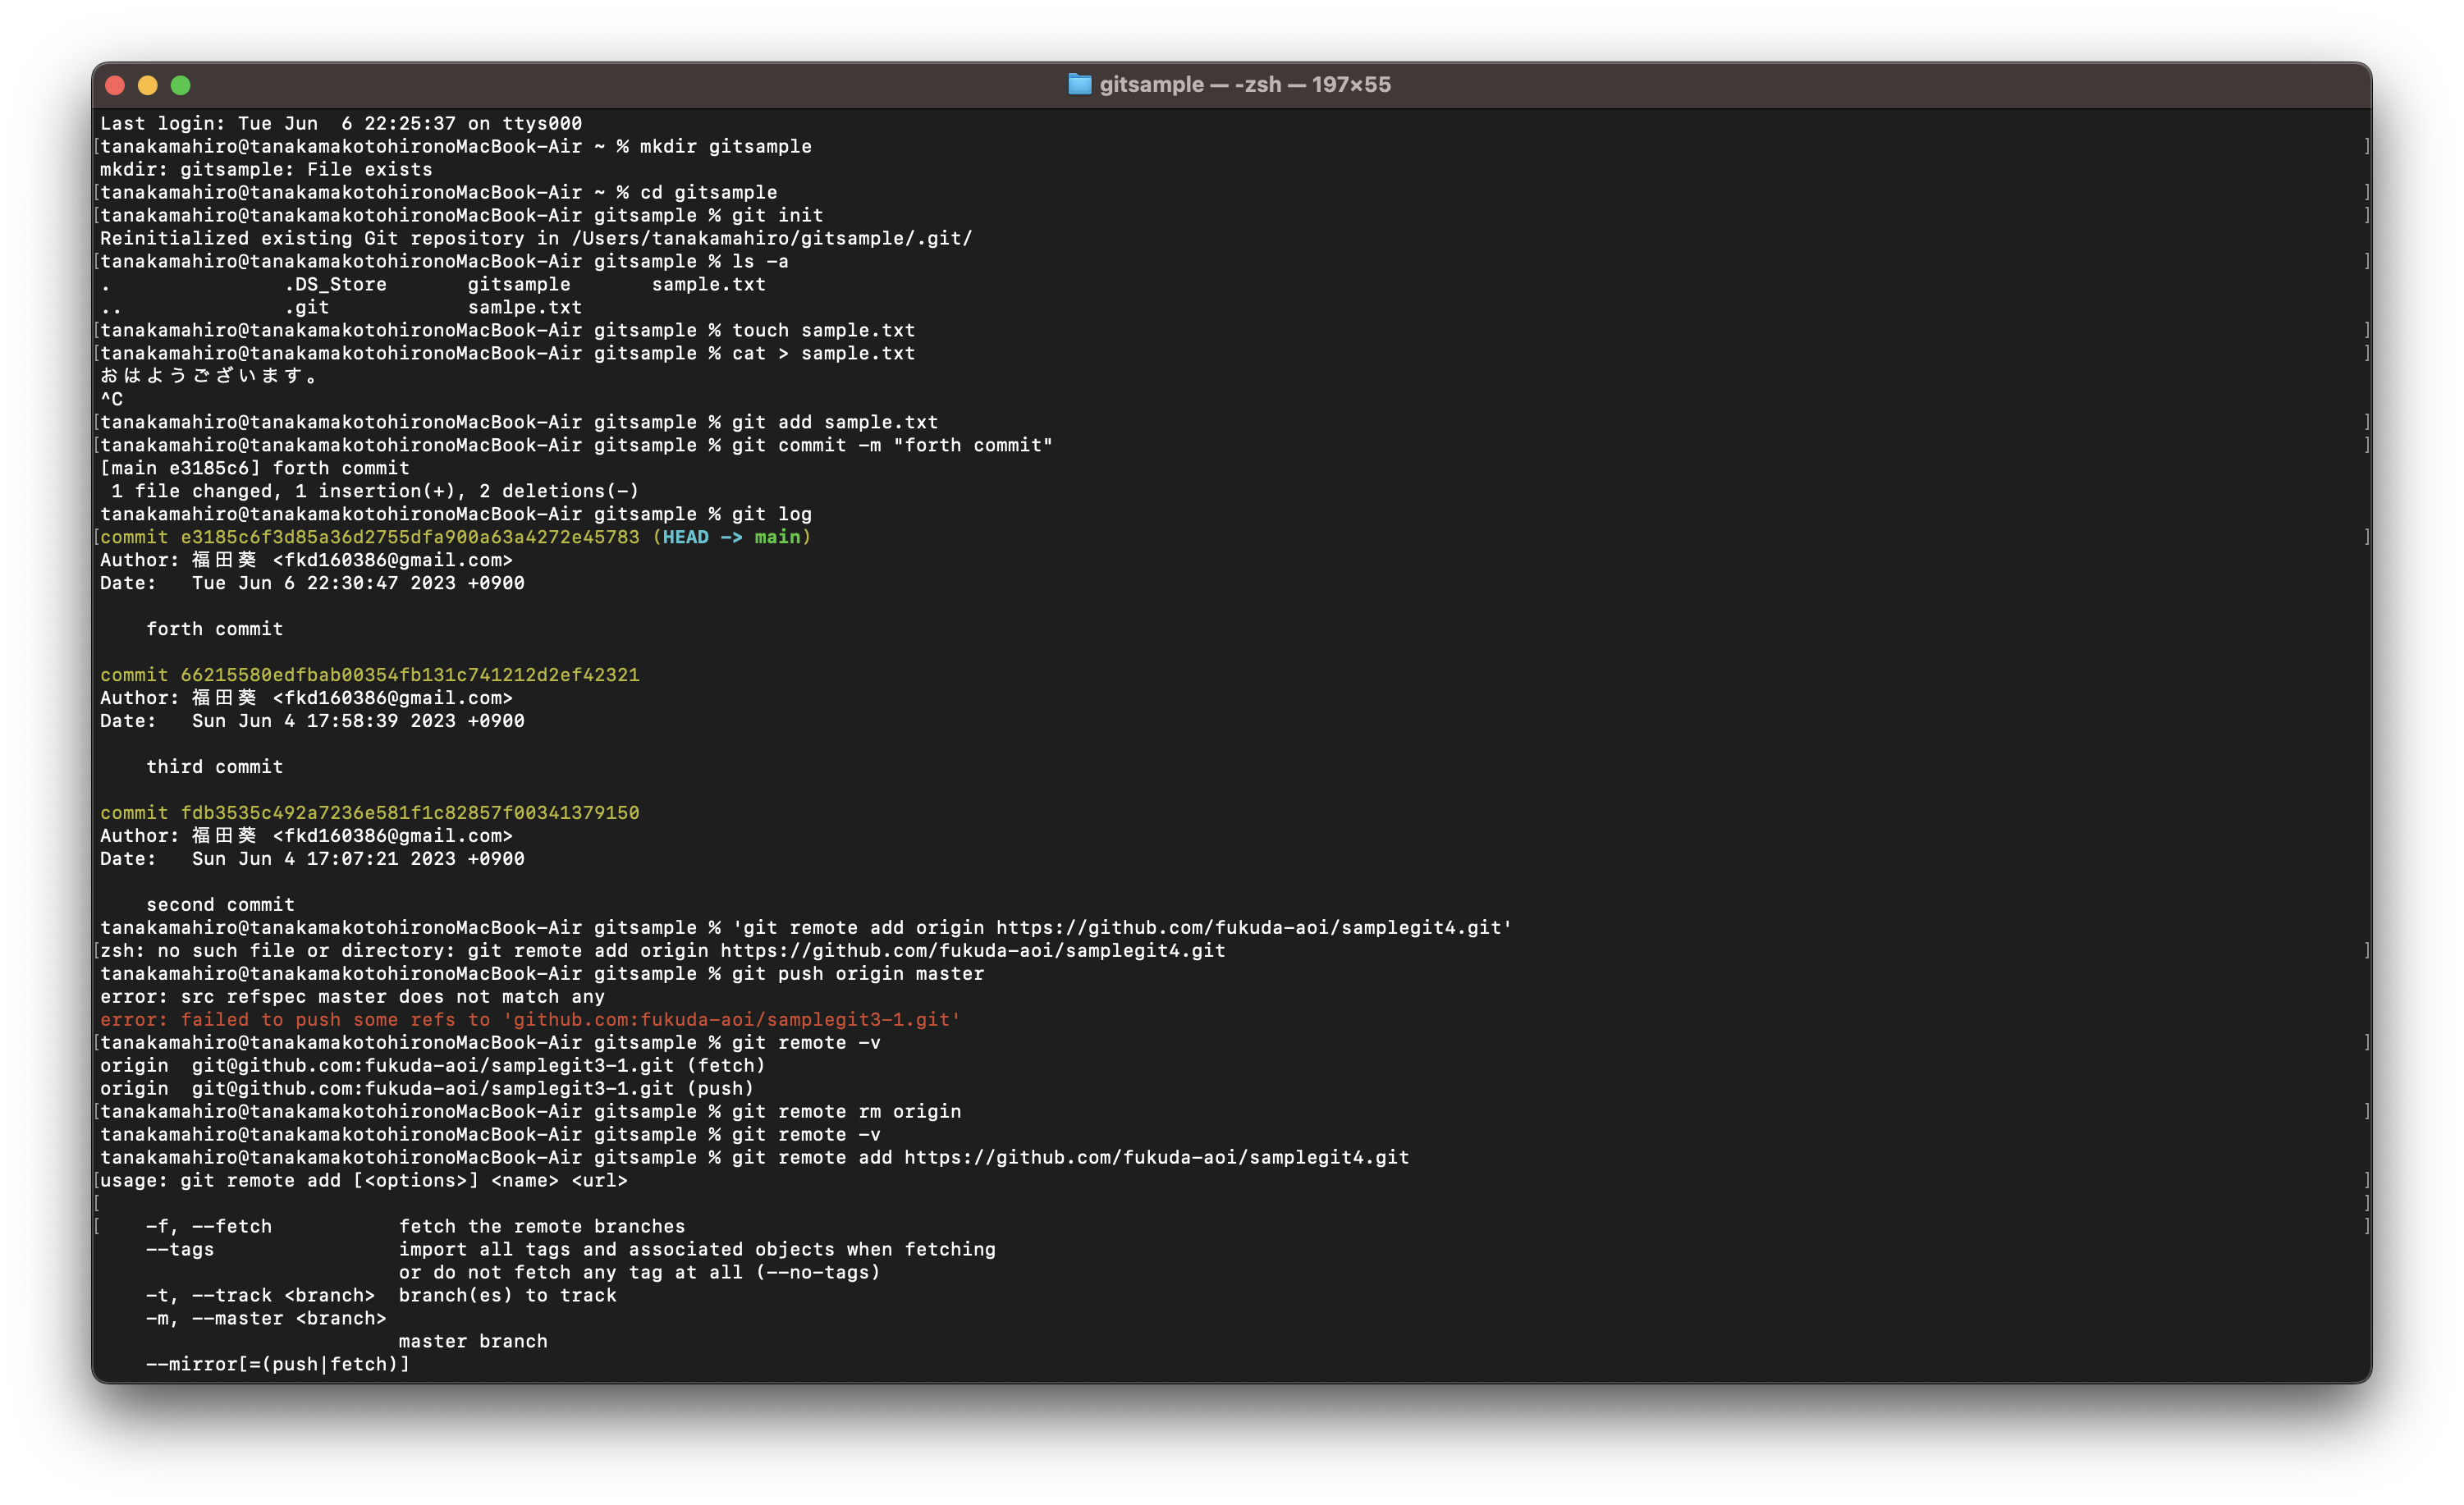 gitsample — -zsh — 197×55
Last login: Tue Jun  6 22:25:37 on ttys000
[tanakamahiro@tanakamakotohironoMacBook-Air ~ % mkdir gitsample ]
mkdir: gitsample: File exists
[tanakamahiro@tanakamakotohironoMacBook-Air ~ % cd gitsample ]
[tanakamahiro@tanakamakotohironoMacBook-Air gitsample % git init ]
Reinitialized existing Git repository in /Users/tanakamahiro/gitsample/.git/
[tanakamahiro@tanakamakotohironoMacBook-Air gitsample % ls -a ]
.               .DS_Store       gitsample       sample.txt
..              .git            samlpe.txt
[tanakamahiro@tanakamakotohironoMacBook-Air gitsample % touch sample.txt ]
[tanakamahiro@tanakamakotohironoMacBook-Air gitsample % cat > sample.txt ]
おはようございます。
^C
[tanakamahiro@tanakamakotohironoMacBook-Air gitsample % git add sample.txt ]
[tanakamahiro@tanakamakotohironoMacBook-Air gitsample % git commit -m "forth commit" ]
[main e3185c6] forth commit
 1 file changed, 1 insertion(+), 2 deletions(-)
tanakamahiro@tanakamakotohironoMacBook-Air gitsample % git log
[commit e3185c6f3d85a36d2755dfa900a63a4272e45783 (HEAD -> main) ]
Author: 福田葵 <fkd160386@gmail.com>
Date:   Tue Jun 6 22:30:47 2023 +0900
    forth commit
commit 66215580edfbab00354fb131c741212d2ef42321
Author: 福田葵 <fkd160386@gmail.com>
Date:   Sun Jun 4 17:58:39 2023 +0900
    third commit
commit fdb3535c492a7236e581f1c82857f00341379150
Author: 福田葵 <fkd160386@gmail.com>
Date:   Sun Jun 4 17:07:21 2023 +0900
    second commit
tanakamahiro@tanakamakotohironoMacBook-Air gitsample % 'git remote add origin https://github.com/fukuda-aoi/samplegit4.git'
[zsh: no such file or directory: git remote add origin https://github.com/fukuda-aoi/samplegit4.git ]
tanakamahiro@tanakamakotohironoMacBook-Air gitsample % git push origin master
error: src refspec master does not match any
error: failed to push some refs to 'github.com:fukuda-aoi/samplegit3-1.git'
[tanakamahiro@tanakamakotohironoMacBook-Air gitsample % git remote -v ]
origin  git@github.com:fukuda-aoi/samplegit3-1.git (fetch)
origin  git@github.com:fukuda-aoi/samplegit3-1.git (push)
[tanakamahiro@tanakamakotohironoMacBook-Air gitsample % git remote rm origin ]
tanakamahiro@tanakamakotohironoMacBook-Air gitsample % git remote -v
tanakamahiro@tanakamakotohironoMacBook-Air gitsample % git remote add https://github.com/fukuda-aoi/samplegit4.git
[usage: git remote add [<options>] <name> <url> ]
[ ]
[    -f, --fetch           fetch the remote branches ]
    --tags                import all tags and associated objects when fetching
                          or do not fetch any tag at all (--no-tags)
    -t, --track <branch>  branch(es) to track
    -m, --master <branch>
                          master branch
    --mirror[=(push|fetch)]